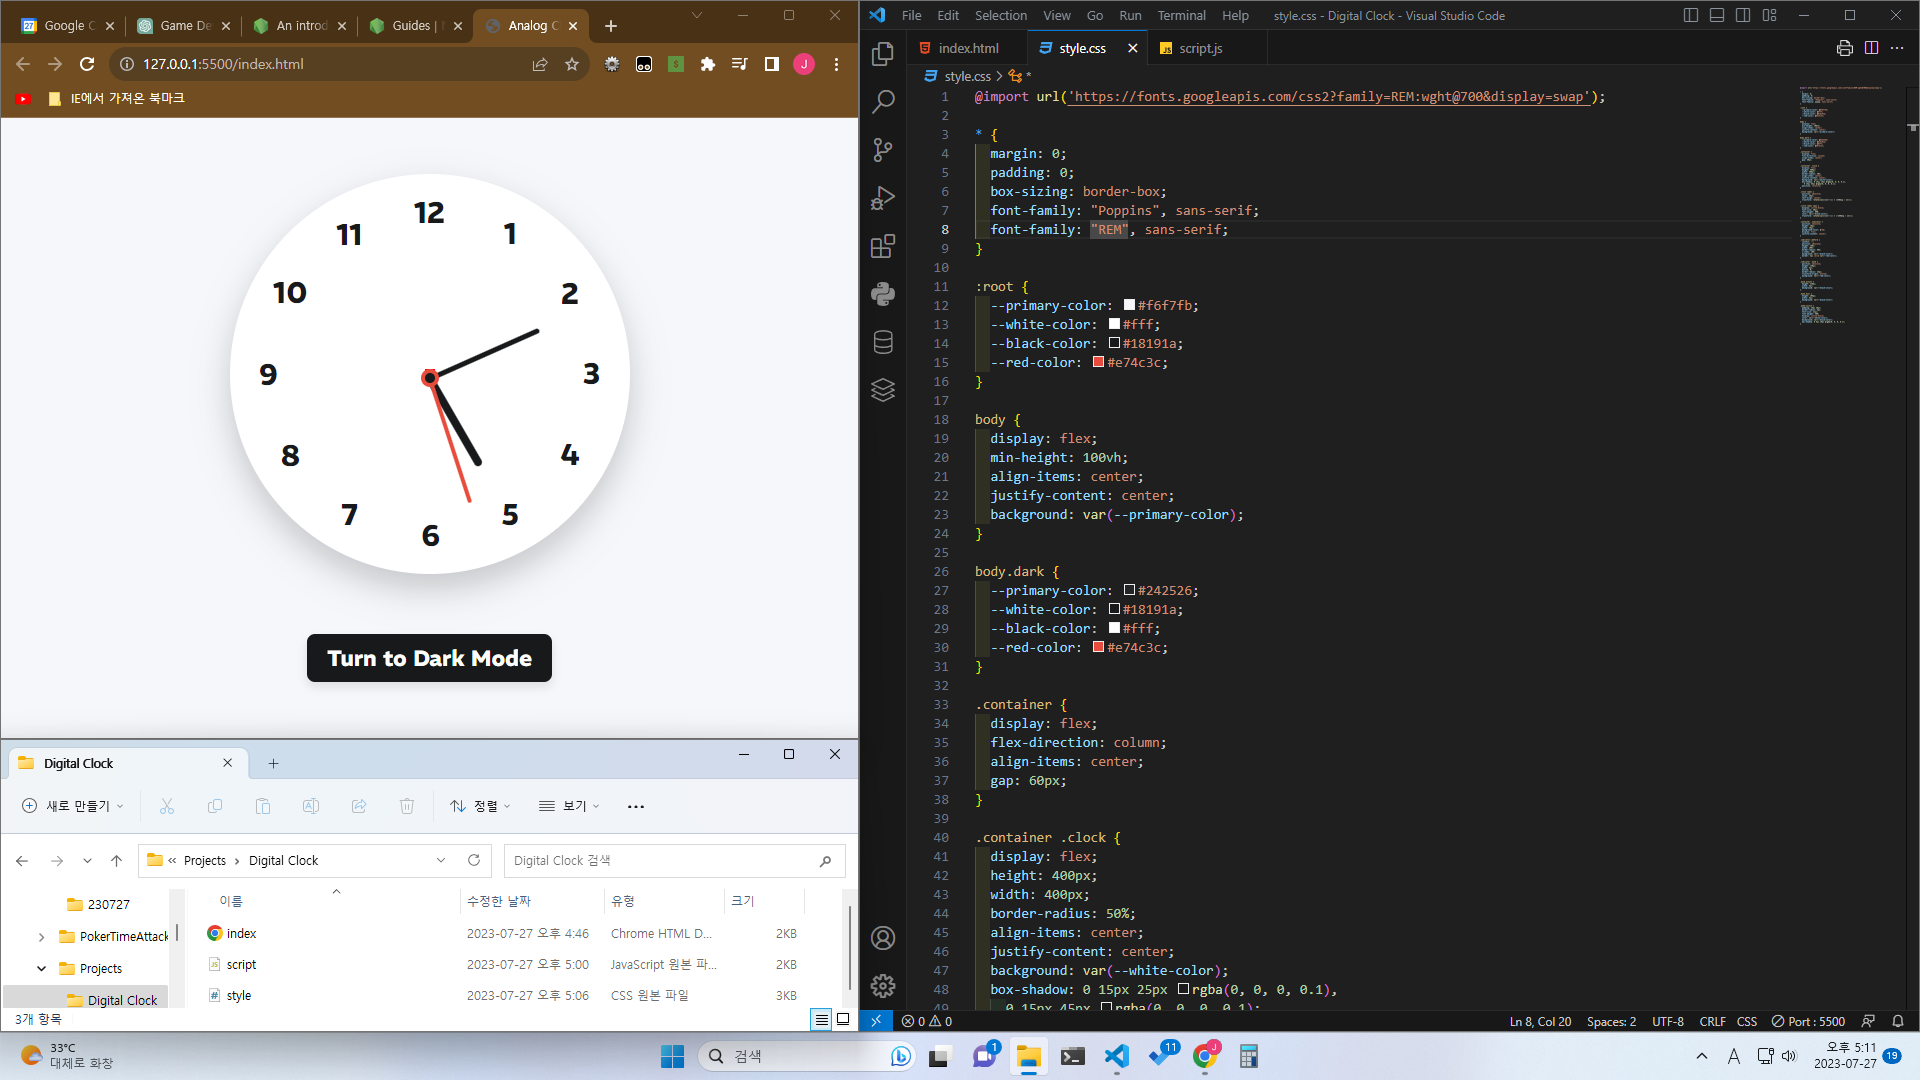 Google C
Game De
An introd
Guides | N
Analog C
127.0.0.1:5500/index.html
J
IE에서 가져온 북마크
12
11
1
10
2
9
3
8
4
7
5
6
Turn to Dark Mode
Digital Clock
새로 만들기
정렬
보기
Projects
Digital Clock
Digital Clock 검색
230727
PokerTimeAttack
Projects
Digital Clock
이름 수정한 날짜 유형 크기
index 2023-07-27 오후 4:46 Chrome HTML D... 2KB
script 2023-07-27 오후 5:00 JavaScript 원본 파... 2KB
style 2023-07-27 오후 5:06 CSS 원본 파일 3KB
3개 항목
File Edit Selection View Go Run Terminal Help
style.css - Digital Clock - Visual Studio Code
index.html
style.css
JS script.js
style.css > *
1 @import url('https://fonts.googleapis.com/css2?family=REM:wght@700&display=swap');
2
3 * {
4 margin: 0;
5 padding: 0;
6 box-sizing: border-box;
7 font-family: "Poppins", sans-serif;
8 font-family: "REM", sans-serif;
9 }
10
11 :root {
12 --primary-color: #f6f7fb;
13 --white-color: #fff;
14 --black-color: #18191a;
15 --red-color: #e74c3c;
16 }
17
18 body {
19 display: flex;
20 min-height: 100vh;
21 align-items: center;
22 justify-content: center;
23 background: var(--primary-color);
24 }
25
26 body.dark {
27 --primary-color: #242526;
28 --white-color: #18191a;
29 --black-color: #fff;
30 --red-color: #e74c3c;
31 }
32
33 .container {
34 display: flex;
35 flex-direction: column;
36 align-items: center;
37 gap: 60px;
38 }
39
40 .container .clock {
41 display: flex;
42 height: 400px;
43 width: 400px;
44 border-radius: 50%;
45 align-items: center;
46 justify-content: center;
47 background: var(--white-color);
48 box-shadow: 0 15px 25px rgba(0, 0, 0, 0.1),
49 0 15px 45px rgba(0, 0, 0, 0.1);
0 0
Ln 8, Col 20 Spaces: 2 UTF-8 CRLF CSS Port : 5500
33°C
대체로 화창
검색
1
11
J
A
오후 5:11
2023-07-27
19